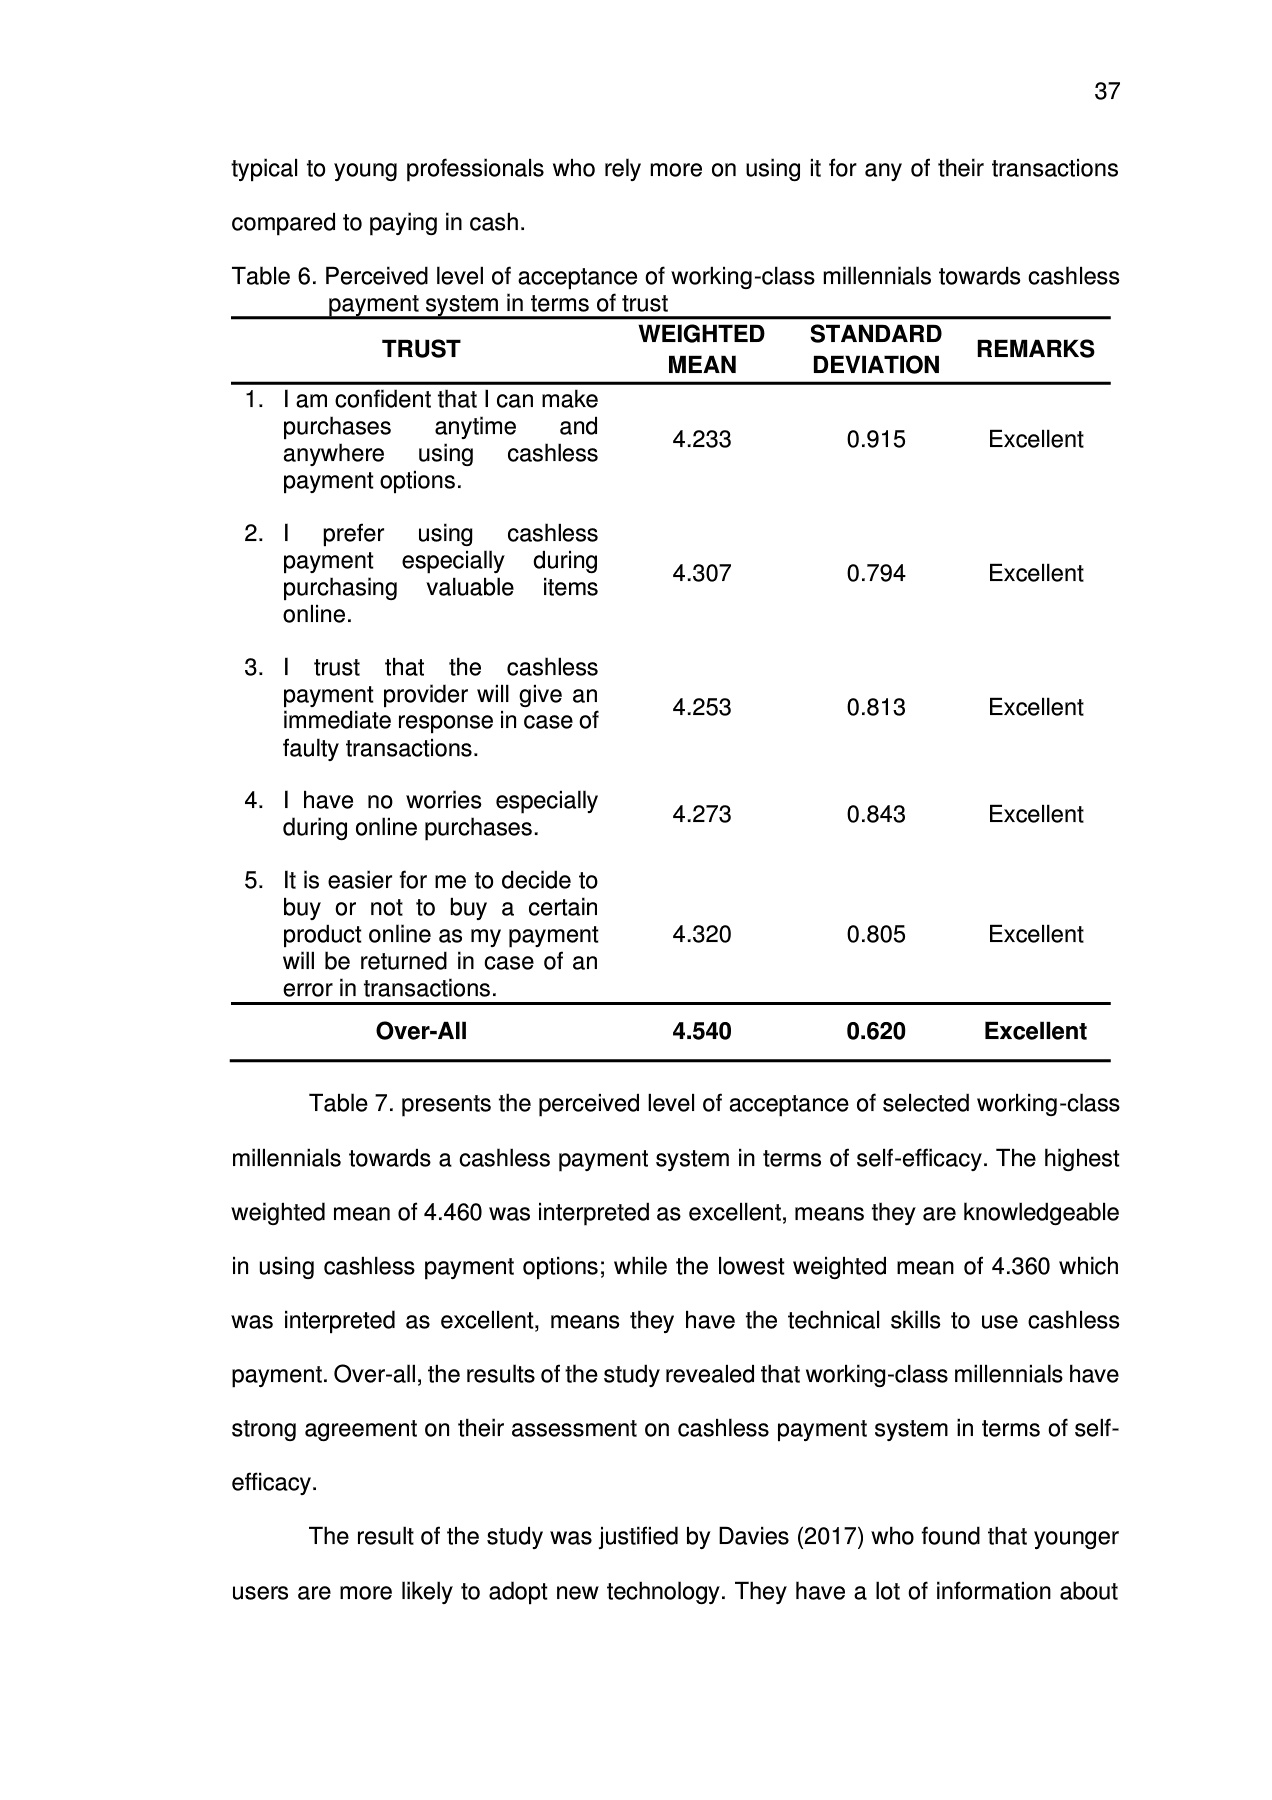 37
typical to young professionals who rely more on using it for any of their transactions
compared to paying in cash.
Table 6. Perceived level of acceptance of working-class millennials towards cashless
payment system in terms of trust
TRUST WEIGHTED MEAN STANDARD DEVIATION REMARKS
1. I am confident that I can make
purchases anytime and
anywhere using cashless
payment options.
4.233 0.915 Excellent
2. I prefer using cashless
payment especially during
purchasing valuable items
online.
4.307 0.794 Excellent
3. I trust that the cashless
payment provider will give an
immediate response in case of
faulty transactions.
4.253 0.813 Excellent
4. I have no worries especially
during online purchases.
4.273 0.843 Excellent
5. It is easier for me to decide to
buy or not to buy a certain
product online as my payment
will be returned in case of an
error in transactions.
4.320 0.805 Excellent
Over-All 4.540 0.620 Excellent
Table 7. presents the perceived level of acceptance of selected working-class
millennials towards a cashless payment system in terms of self-efficacy. The highest
weighted mean of 4.460 was interpreted as excellent, means they are knowledgeable
in using cashless payment options; while the lowest weighted mean of 4.360 which
was interpreted as excellent, means they have the technical skills to use cashless
payment. Over-all, the results of the study revealed that working-class millennials have
strong agreement on their assessment on cashless payment system in terms of self-
efficacy.
The result of the study was justified by Davies (2017) who found that younger
users are more likely to adopt new technology. They have a lot of information about